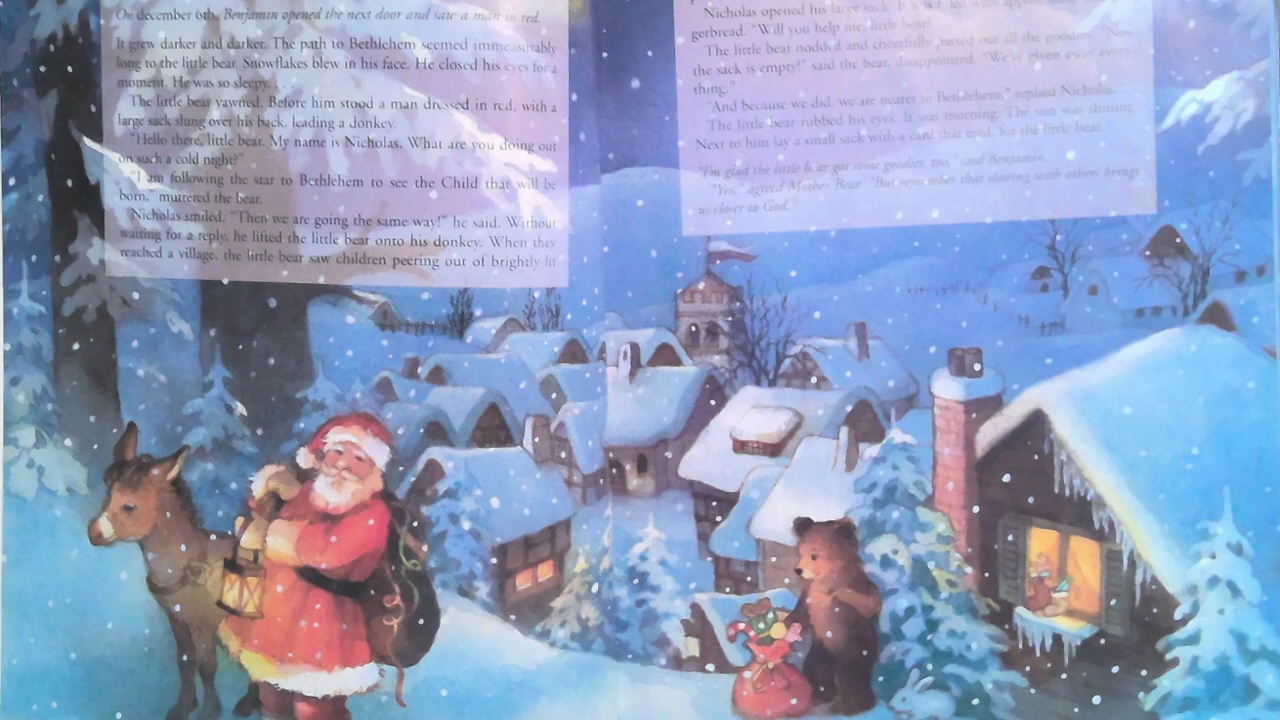 On december 6th, Benjamin opened the next door and saw a man in red.
It grew darker and darker. The path to Bethlehem seemed immeasurably
long to the little bear. Snowflakes blew in his face. He closed his eyes for a
moment. He was so sleepy. .
The little bear yawned. Before him stood a man dressed in red, with a
large sack slung over his back, leading a donkey.
"Hello there, little bear. My name is Nicholas. What are you doing out
on such a cold night?"
"I am following the star to Bethlehem to see the Child that will be
born," muttered the bear.
Nicholas smiled. "Then we are going the same way!" he said. Without
waiting for a reply, he lifted the little bear onto his donkey. When they
reached a village, the little bear saw children peering out of brightly lit
Nicholas opened his large sack. It is filled with apples,
gerbread. "Will you help me, little bear?
The little bear nodded and cheerfully passed out all the goodies. "Now
the sack is empty!" said the bear, disappointed. "We've given away every-
thing."
"And because we did, we are nearer to Bethlehem," replied Nicholas.
The little bear rubbed his eyes. It was morning. The sun was shining.
Next to him lay a small sack with a card that read, for the little bear.
"I'm glad the little bear got some goodies, too," said Benjamin.
"Yes," agreed Mother Bear. "But remember that sharing with others brings
us closer to God."